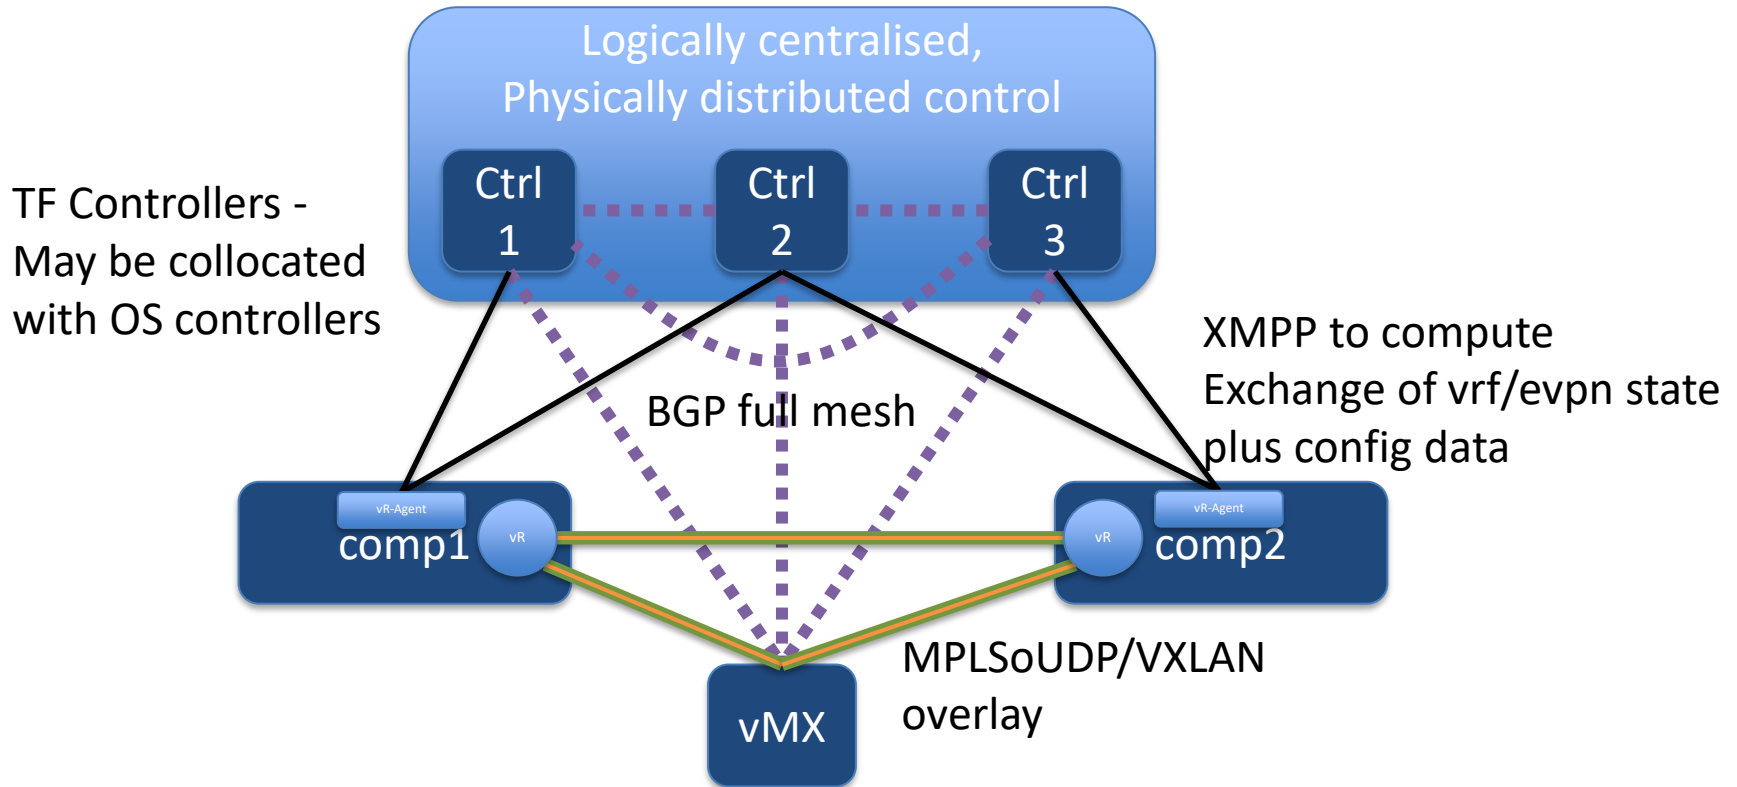 Logically centralised,
Physically distributed control
Ctrl
1
Ctrl
2
Ctrl
3
TF Controllers -
May be collocated
with OS controllers
XMPP to compute
Exchange of vrf/evpn state
plus config data
BGP full mesh
vR-Agent
comp1
vR
vR
vR-Agent
comp2
MPLSoUDP/VXLAN
overlay
vMX